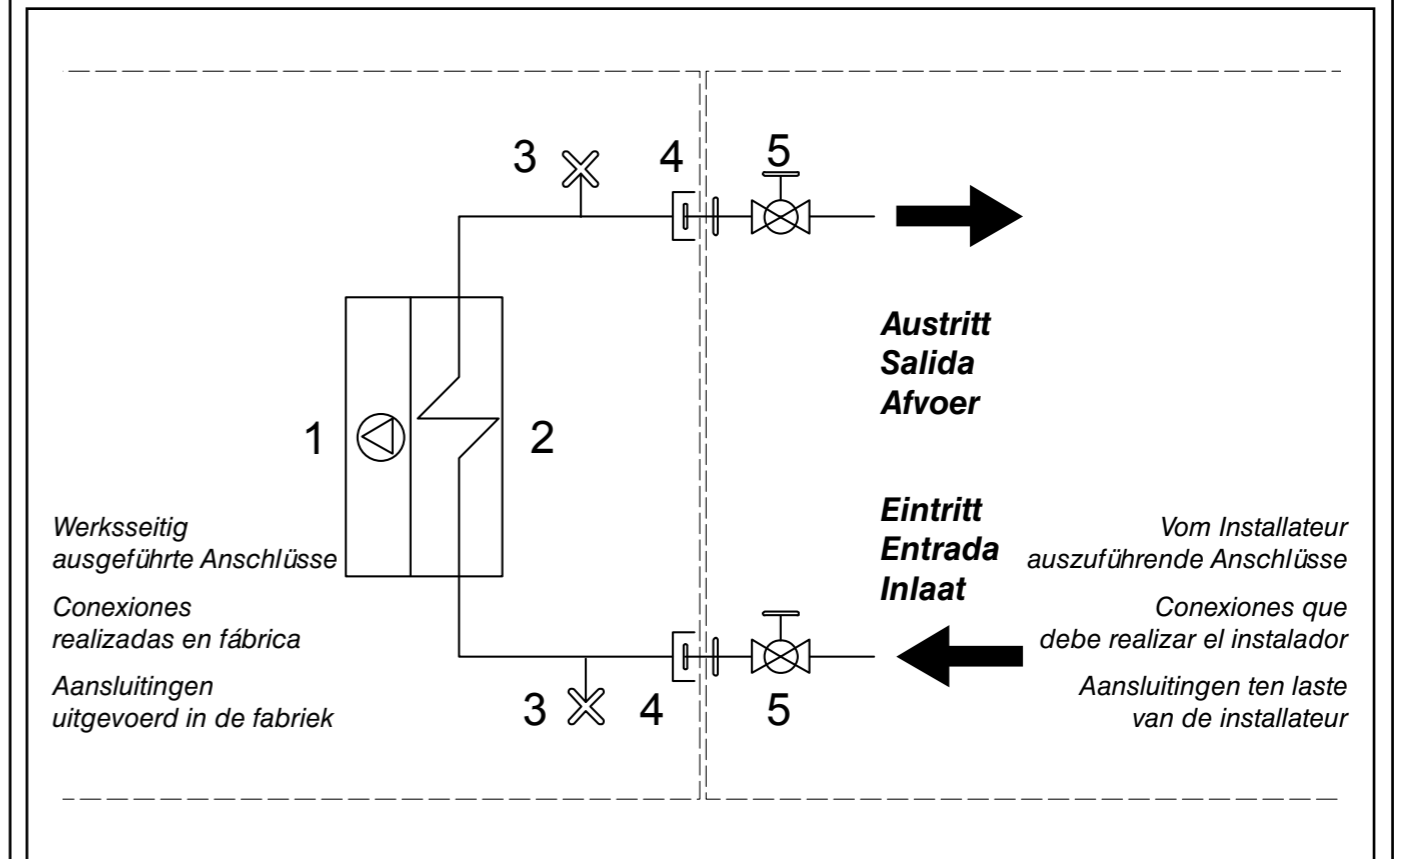 3
4
5
Austritt
Salida
Afvoer
1
2
Werksseitig
ausgeführte Anschlüsse
Conexiones
realizadas en fábrica
Aansluitingen
uitgevoerd in de fabriek
Eintritt
Entrada
Inlaat
Vom Installateur
auszuführende Anschlüsse
Conexiones que
debe realizar el instalador
Aansluitingen ten laste
van de installateur
3
4
5